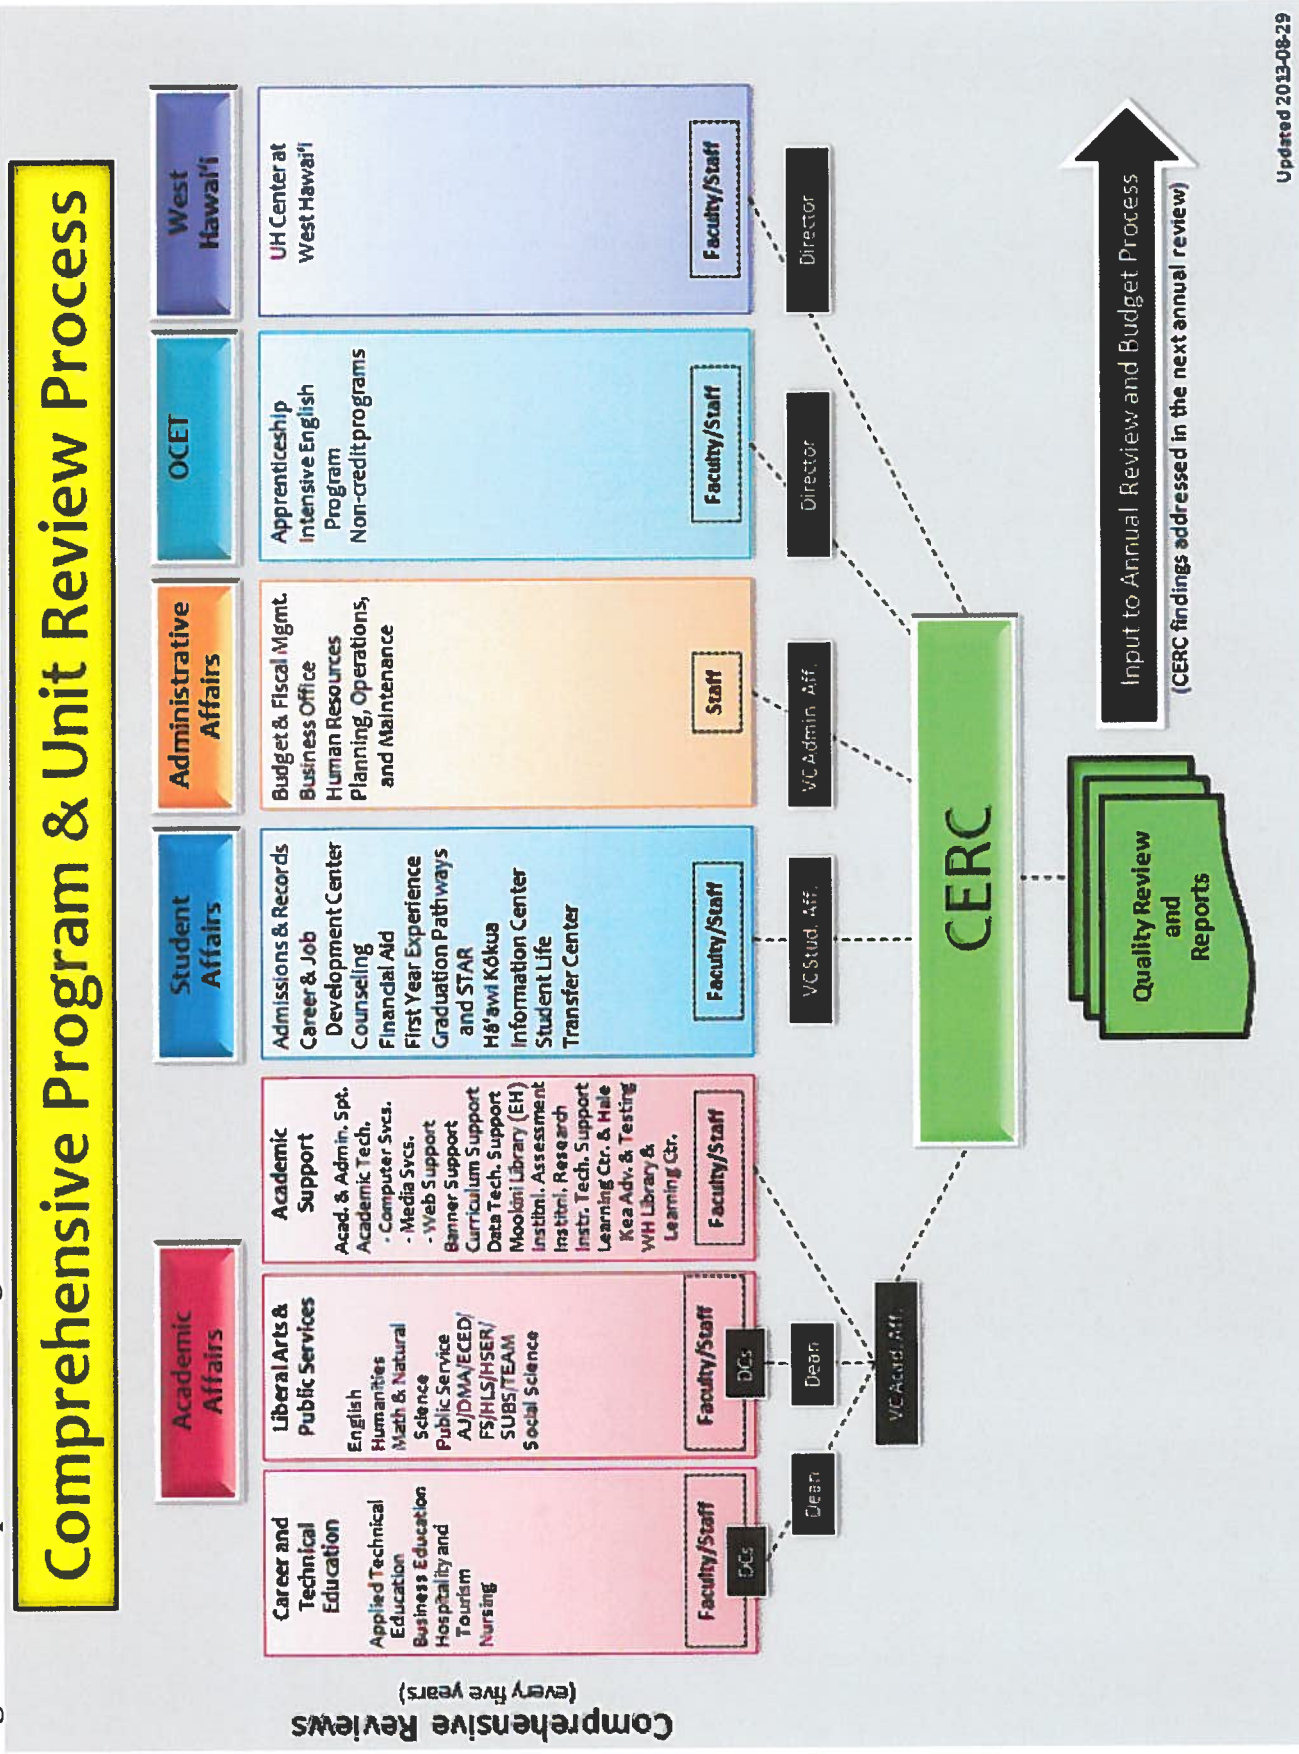 Comprehensive Program & Unit Review Process
Comprehensive Reviews
(every five years)
Academic
Affairs
Career and
Technical
Education
Applied Technical
Education
Business Education
Hospitality and
Tourism
Nursing
Faculty/Staff
DCs
Dean
Liberal Arts &
Public Services
English
Humanities
Math & Natural
Science
Public Service
AJ/DMA/ECED/
FS/HLS/HSER/
SUBS/TEAM
Social Science
Faculty/Staff
DCs
Dean
Academic
Support
Acad. & Admin. Spt.
Academic Tech.
- Computer Svcs.
- Media Svcs.
- Web Support
Banner Support
Curriculum Support
Data Tech. Support
Mookini Library (EH)
Institnl. Assessment
Institnl. Research
Instr. Tech. Support
Learning Ctr. & Hale
Kea Adv. & Testing
WH Library &
Learning Ctr.
Faculty/Staff
VC Acad. Aff.
Student
Affairs
Admissions & Records
Career & Job
Development Center
Counseling
Financial Aid
First Year Experience
Graduation Pathways
and STAR
Hā'awi Kōkua
Information Center
Student Life
Transfer Center
Faculty/Staff
VC Stud. Aff.
Administrative
Affairs
Budget & Fiscal Mgmt.
Business Office
Human Resources
Planning, Operations,
and Maintenance
Staff
VC Admin. Aff.
OCET
Apprenticeship
Intensive English
Program
Non-credit programs
Faculty/Staff
Director
West
Hawai'i
UH Center at
West Hawai'i
Faculty/Staff
Director
CERC
Quality Review
and
Reports
Input to Annual Review and Budget Process
(CERC findings addressed in the next annual review)
Updated 2013-08-29